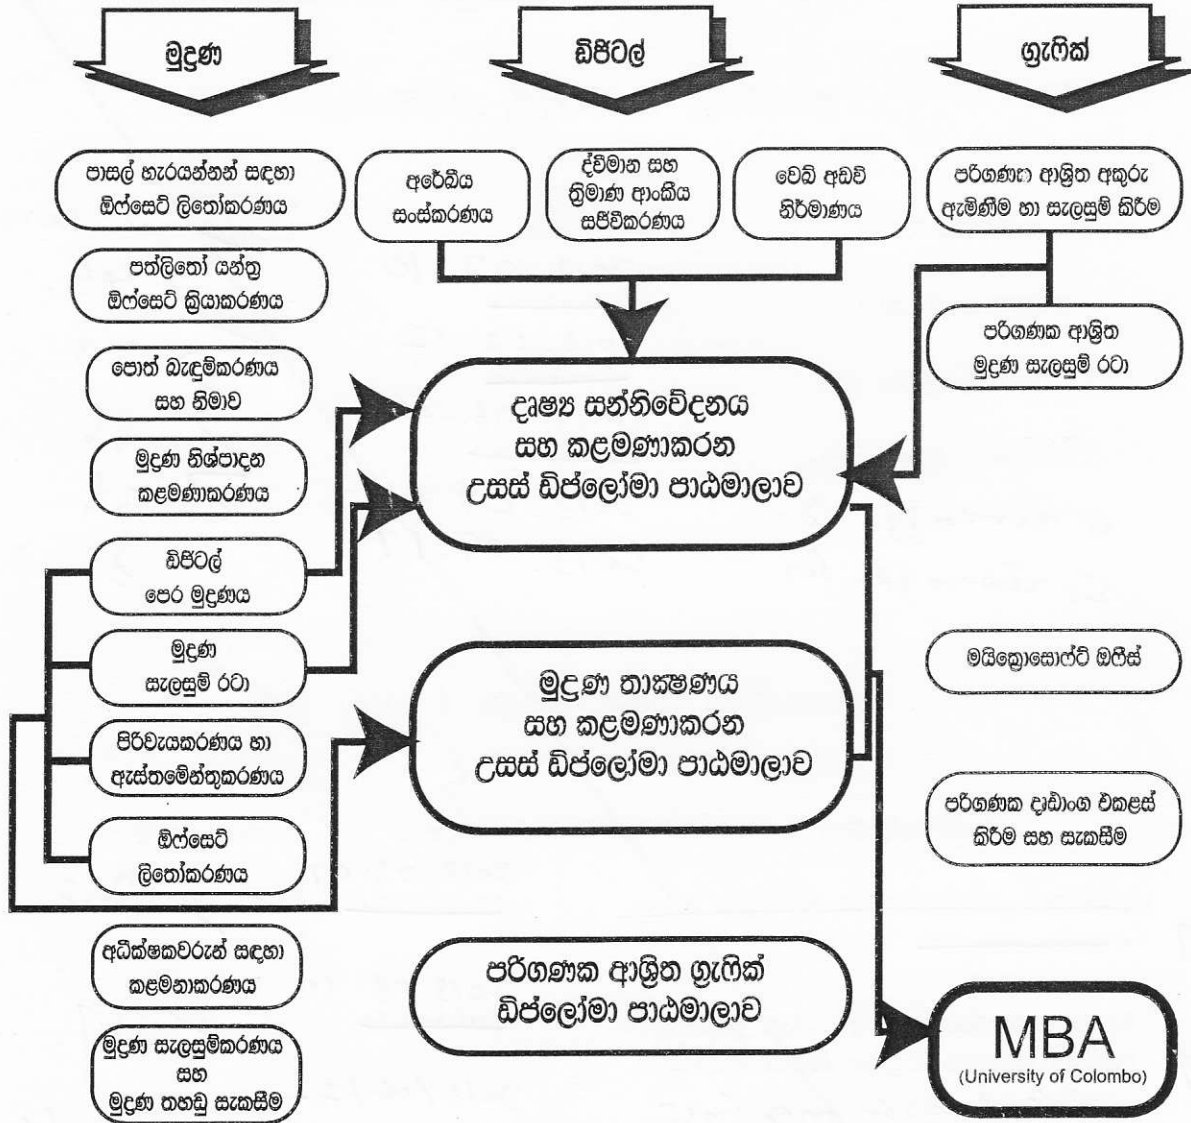 මුද්‍රණ
ඩිජිටල්
ග්‍රැෆික්
පාසල් හැරයන්නන් සඳහා
ඕෆ්සෙට් ලිතෝකරණය
පත්ලිතෝ යන්ත්‍ර
ඕෆ්සෙට් ක්‍රියාකරණය
පොත් බැඳුම්කරණය
සහ නිමාව
මුද්‍රණ නිශ්පාදන
කළමණාකරණය
ඩිජිටල්
පෙර මුද්‍රණය
මුද්‍රණ
සැලසුම් රටා
පිරිවැයකරණය හා
ඇස්තමේන්තුකරණය
ඕෆ්සෙට්
ලිතෝකරණය
අධීක්ෂකවරුන් සඳහා
කළමනාකරණය
මුද්‍රණ සැලසුම්කරණය
සහ
මුද්‍රණ තහඩු සැකසීම
අරේබීය
සංස්කරණය
ද්විමාන සහ
ත්‍රිමාණ ආංකීය
සජීවීකරණය
වෙබ් අඩවි
නිර්මාණය
දෘෂ්‍ය සන්නිවේදනය
සහ කළමණාකරන
උසස් ඩිප්ලෝමා පාඨමාලාව
මුද්‍රණ තාක්‍ෂණය
සහ කළමණාකරන
උසස් ඩිප්ලෝමා පාඨමාලාව
පරිගණක ආශ්‍රිත ග්‍රැෆික්
ඩිප්ලෝමා පාඨමාලාව
පරිගණක ආශ්‍රිත අකුරු
ඇමිණීම හා සැලසුම් කිරීම
පරිගණක ආශ්‍රිත
මුද්‍රණ සැලසුම් රටා
මයික්‍රොසොෆ්ට් ඔෆීස්
පරිගණක දෘඩාංග එකළස්
කිරීම සහ සැකසීම
MBA
(University of Colombo)